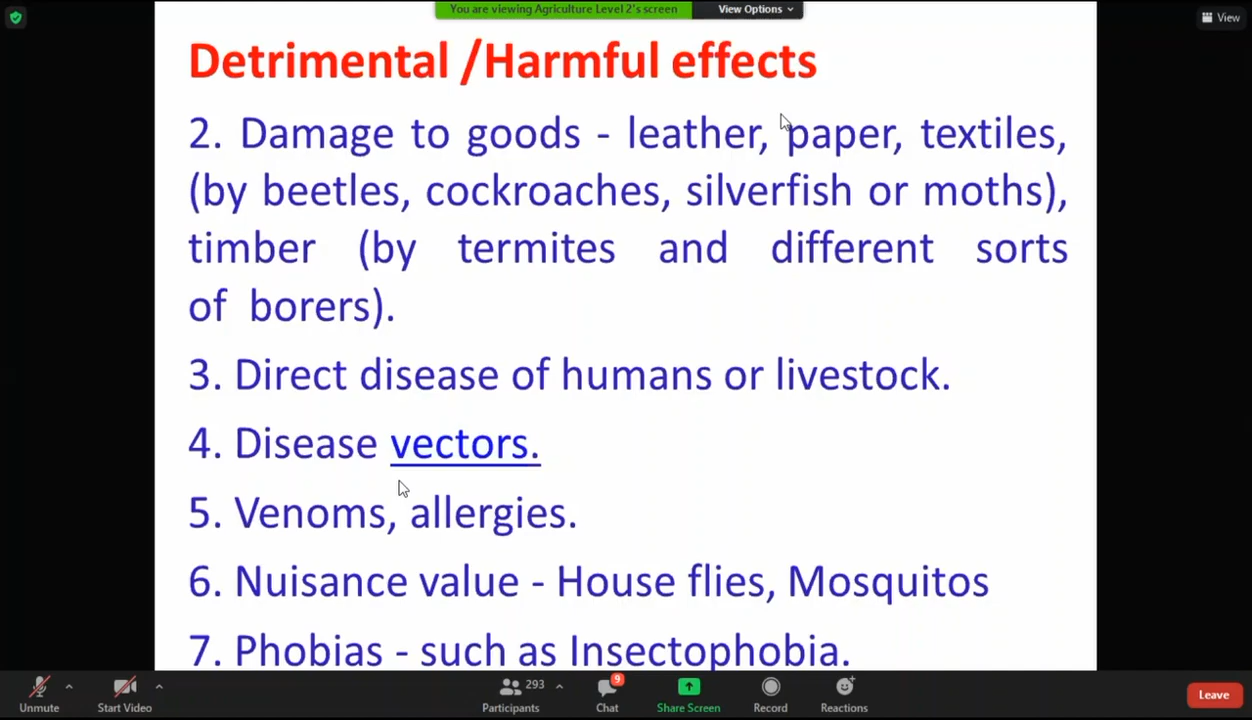 You are viewing Agriculture Level 2's screen
View Options
View
Detrimental /Harmful effects
2. Damage to goods - leather, paper, textiles,
(by beetles, cockroaches, silverfish or moths),
timber (by termites and different sorts
of borers).
3. Direct disease of humans or livestock.
4. Disease vectors.
5. Venoms, allergies.
6. Nuisance value - House flies, Mosquitos
7. Phobias - such as Insectophobia.
Unmute
Start Video
293
Participants
9
Chat
Share Screen
Record
Reactions
Leave